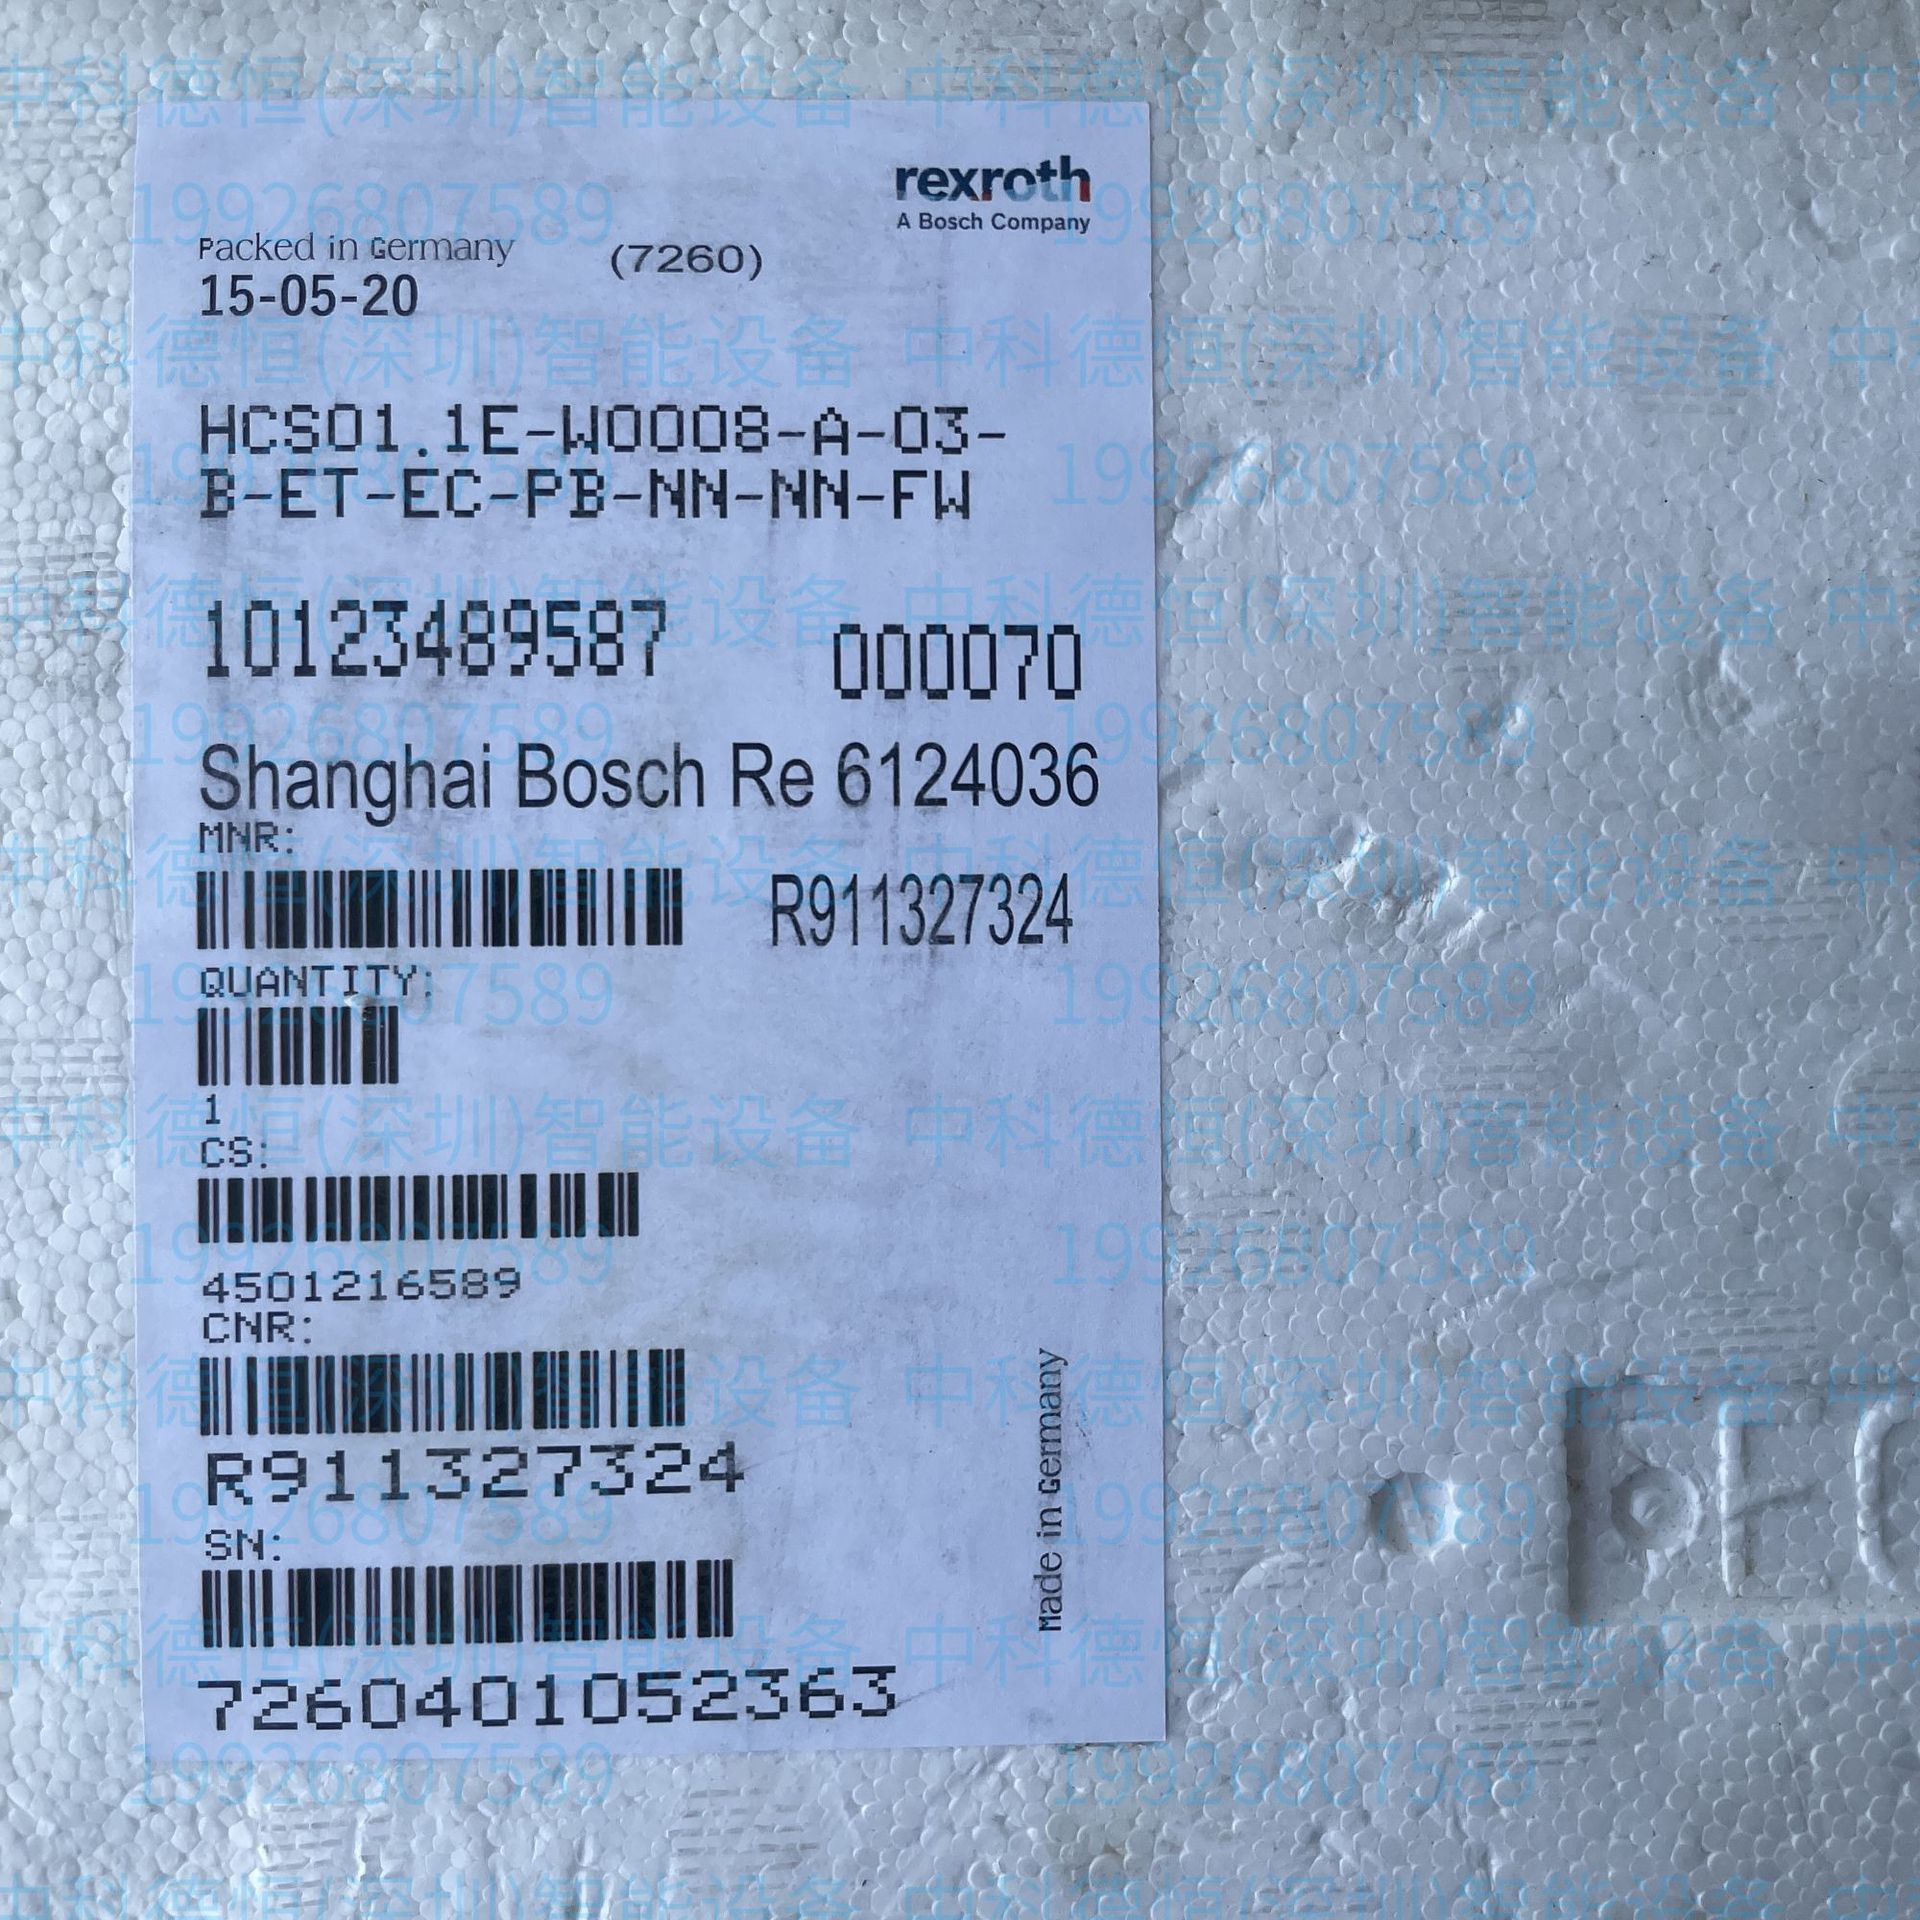 rexroth
A Bosch Company
Packed in Germany
(7260)
15-05-20
HCS01.1E-W0008-A-03-
B-ET-EC-PB-NN-NN-FW
10123489587
000070
Shanghai Bosch Re 6124036
MNR:
R911327324
QUANTITY:
1
CS:
4501216589
CNR:
R911327324
SN:
7260401052363
Made in Germany
中科德恒(深圳)智能设备
19926807589